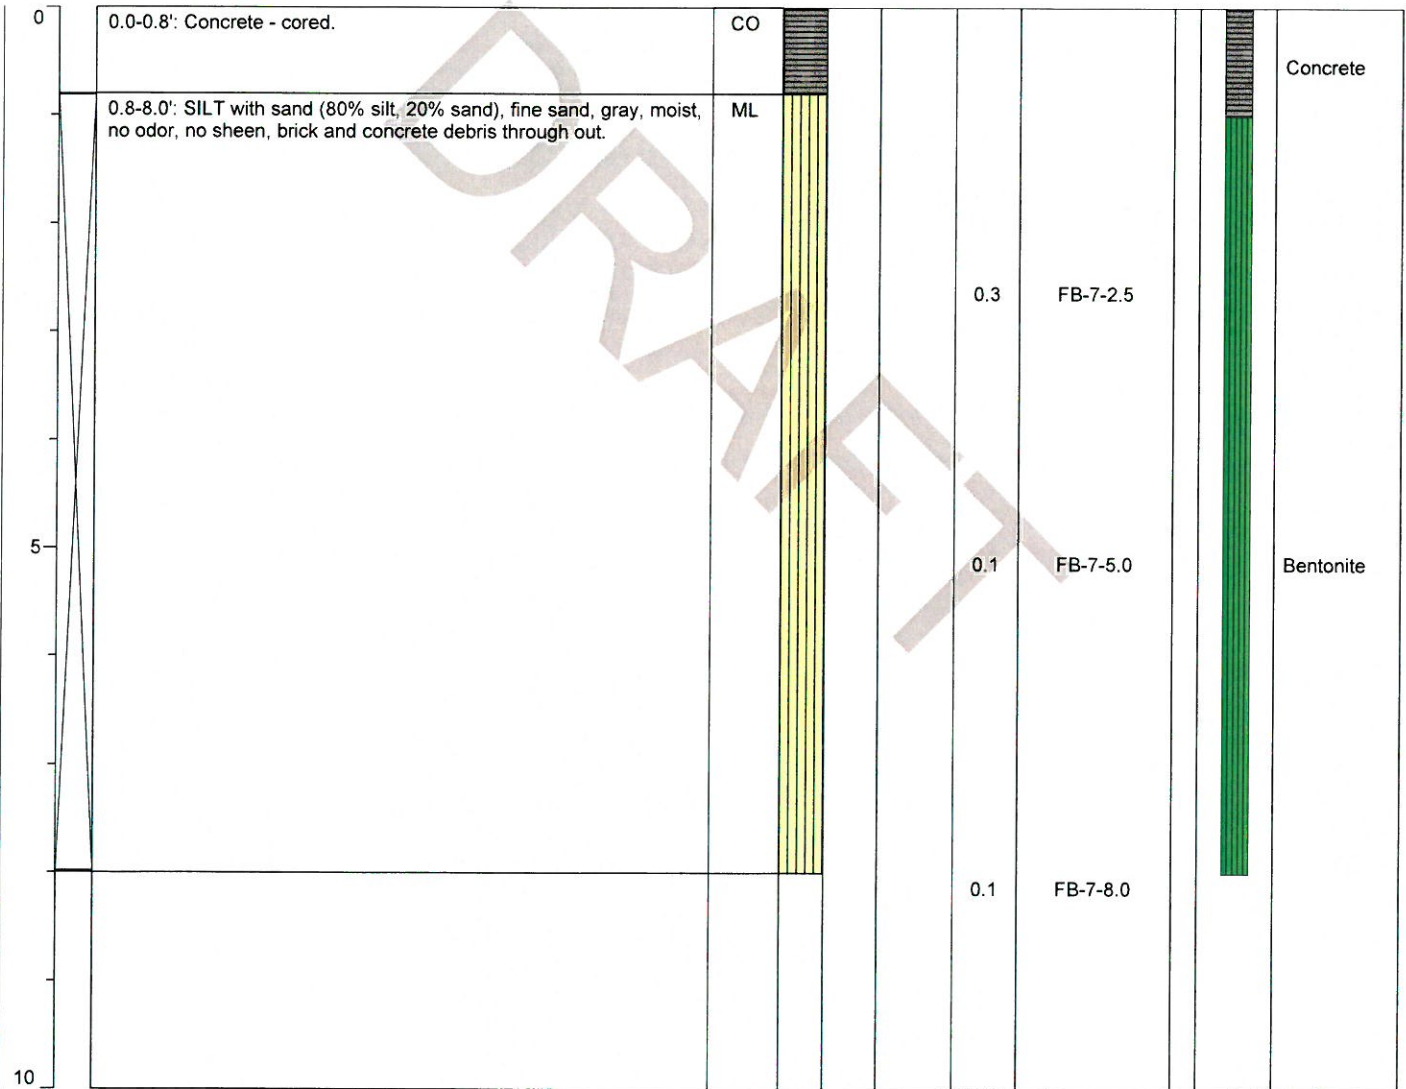 0
0.0-0.8': Concrete - cored.
CO
Concrete
0.8-8.0': SILT with sand (80% silt, 20% sand), fine sand, gray, moist,
no odor, no sheen, brick and concrete debris through out.
ML
DRAFT
0.3
FB-7-2.5
5
0.1
FB-7-5.0
Bentonite
0.1
FB-7-8.0
10